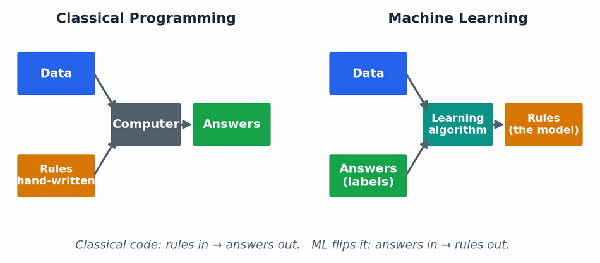 Classical Programming
Data
Computer
Answers
Rules
hand-written
Machine Learning
Data
Learning
algorithm
Rules
(the model)
Answers
(labels)
Classical code: rules in → answers out.   ML flips it: answers in → rules out.